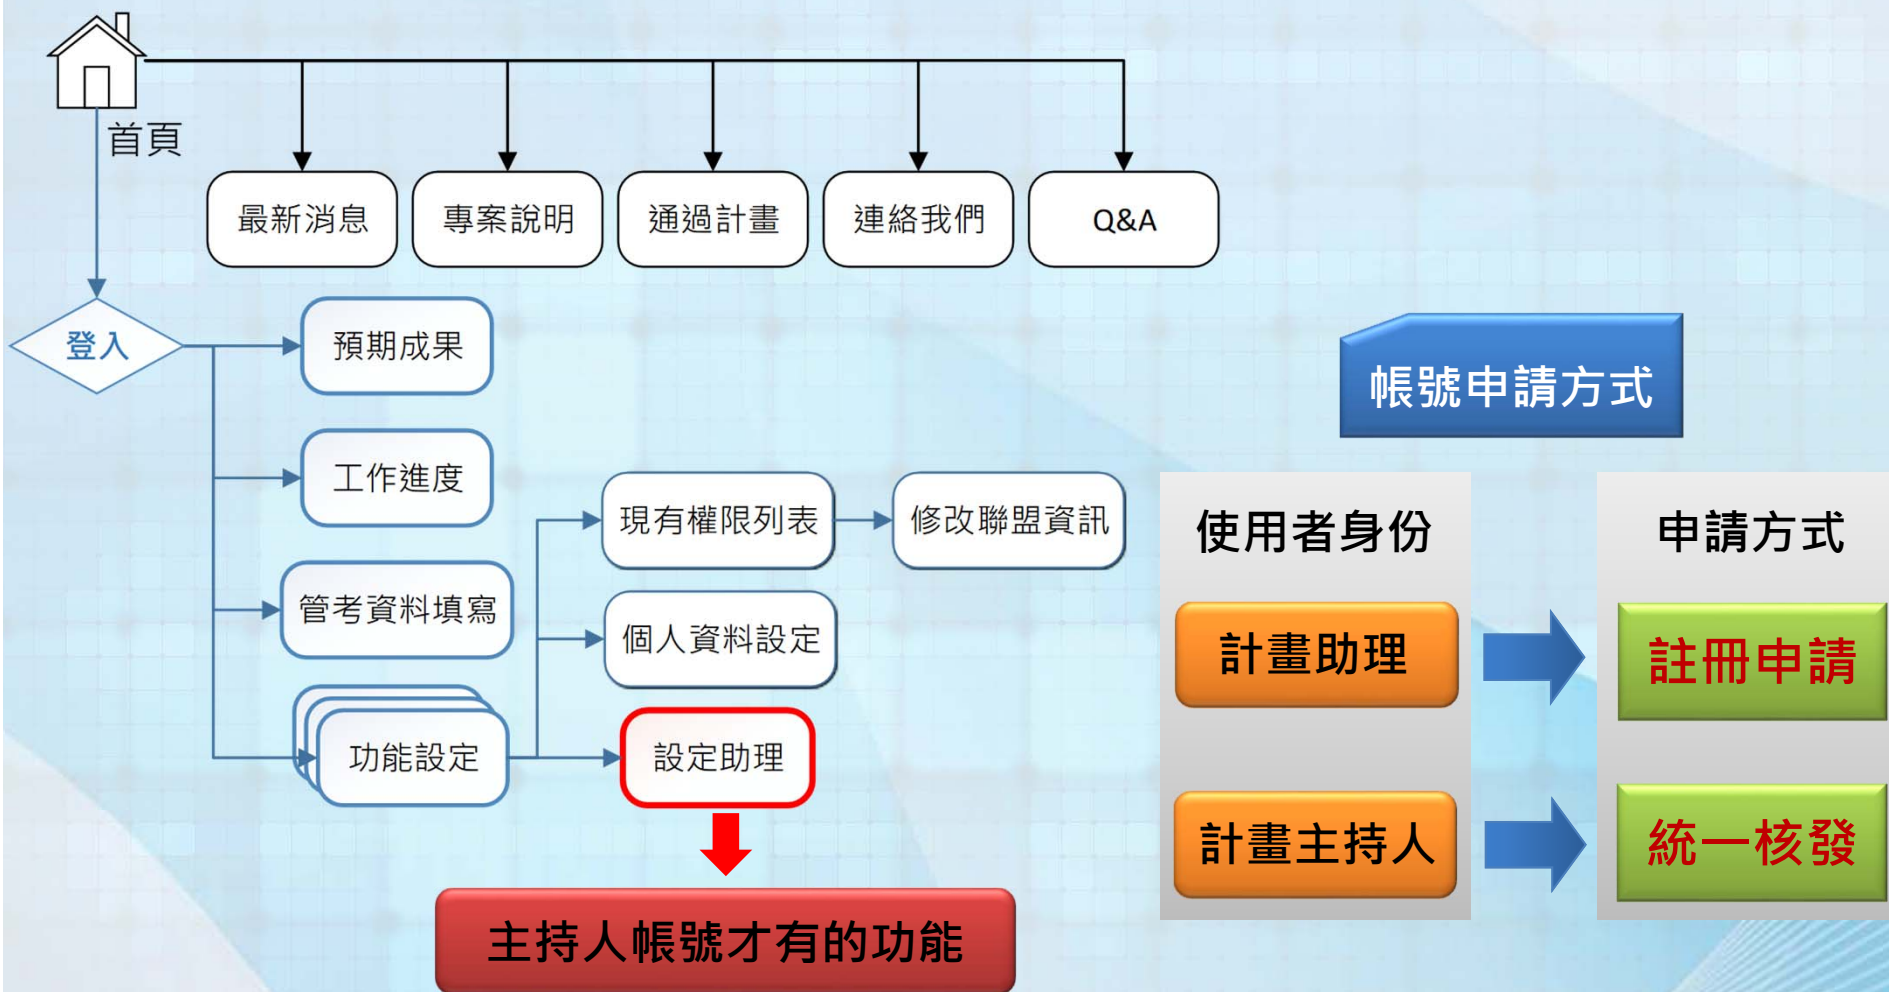 首頁
最新消息
專案說明
通過計畫
連絡我們
Q&A
登入
預期成果
工作進度
管考資料填寫
功能設定
現有權限列表
修改聯盟資訊
個人資料設定
設定助理
主持人帳號才有的功能
帳號申請方式
使用者身份
申請方式
計畫助理
註冊申請
計畫主持人
統一核發